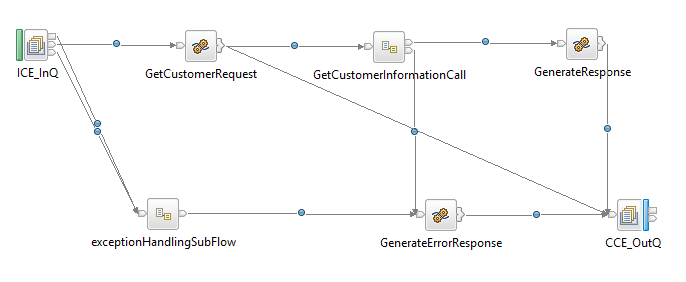 ICE_InQ
GetCustomerRequest
GetCustomerInformationCall
GenerateResponse
exceptionHandlingSubFlow
GenerateErrorResponse
CCE_OutQ